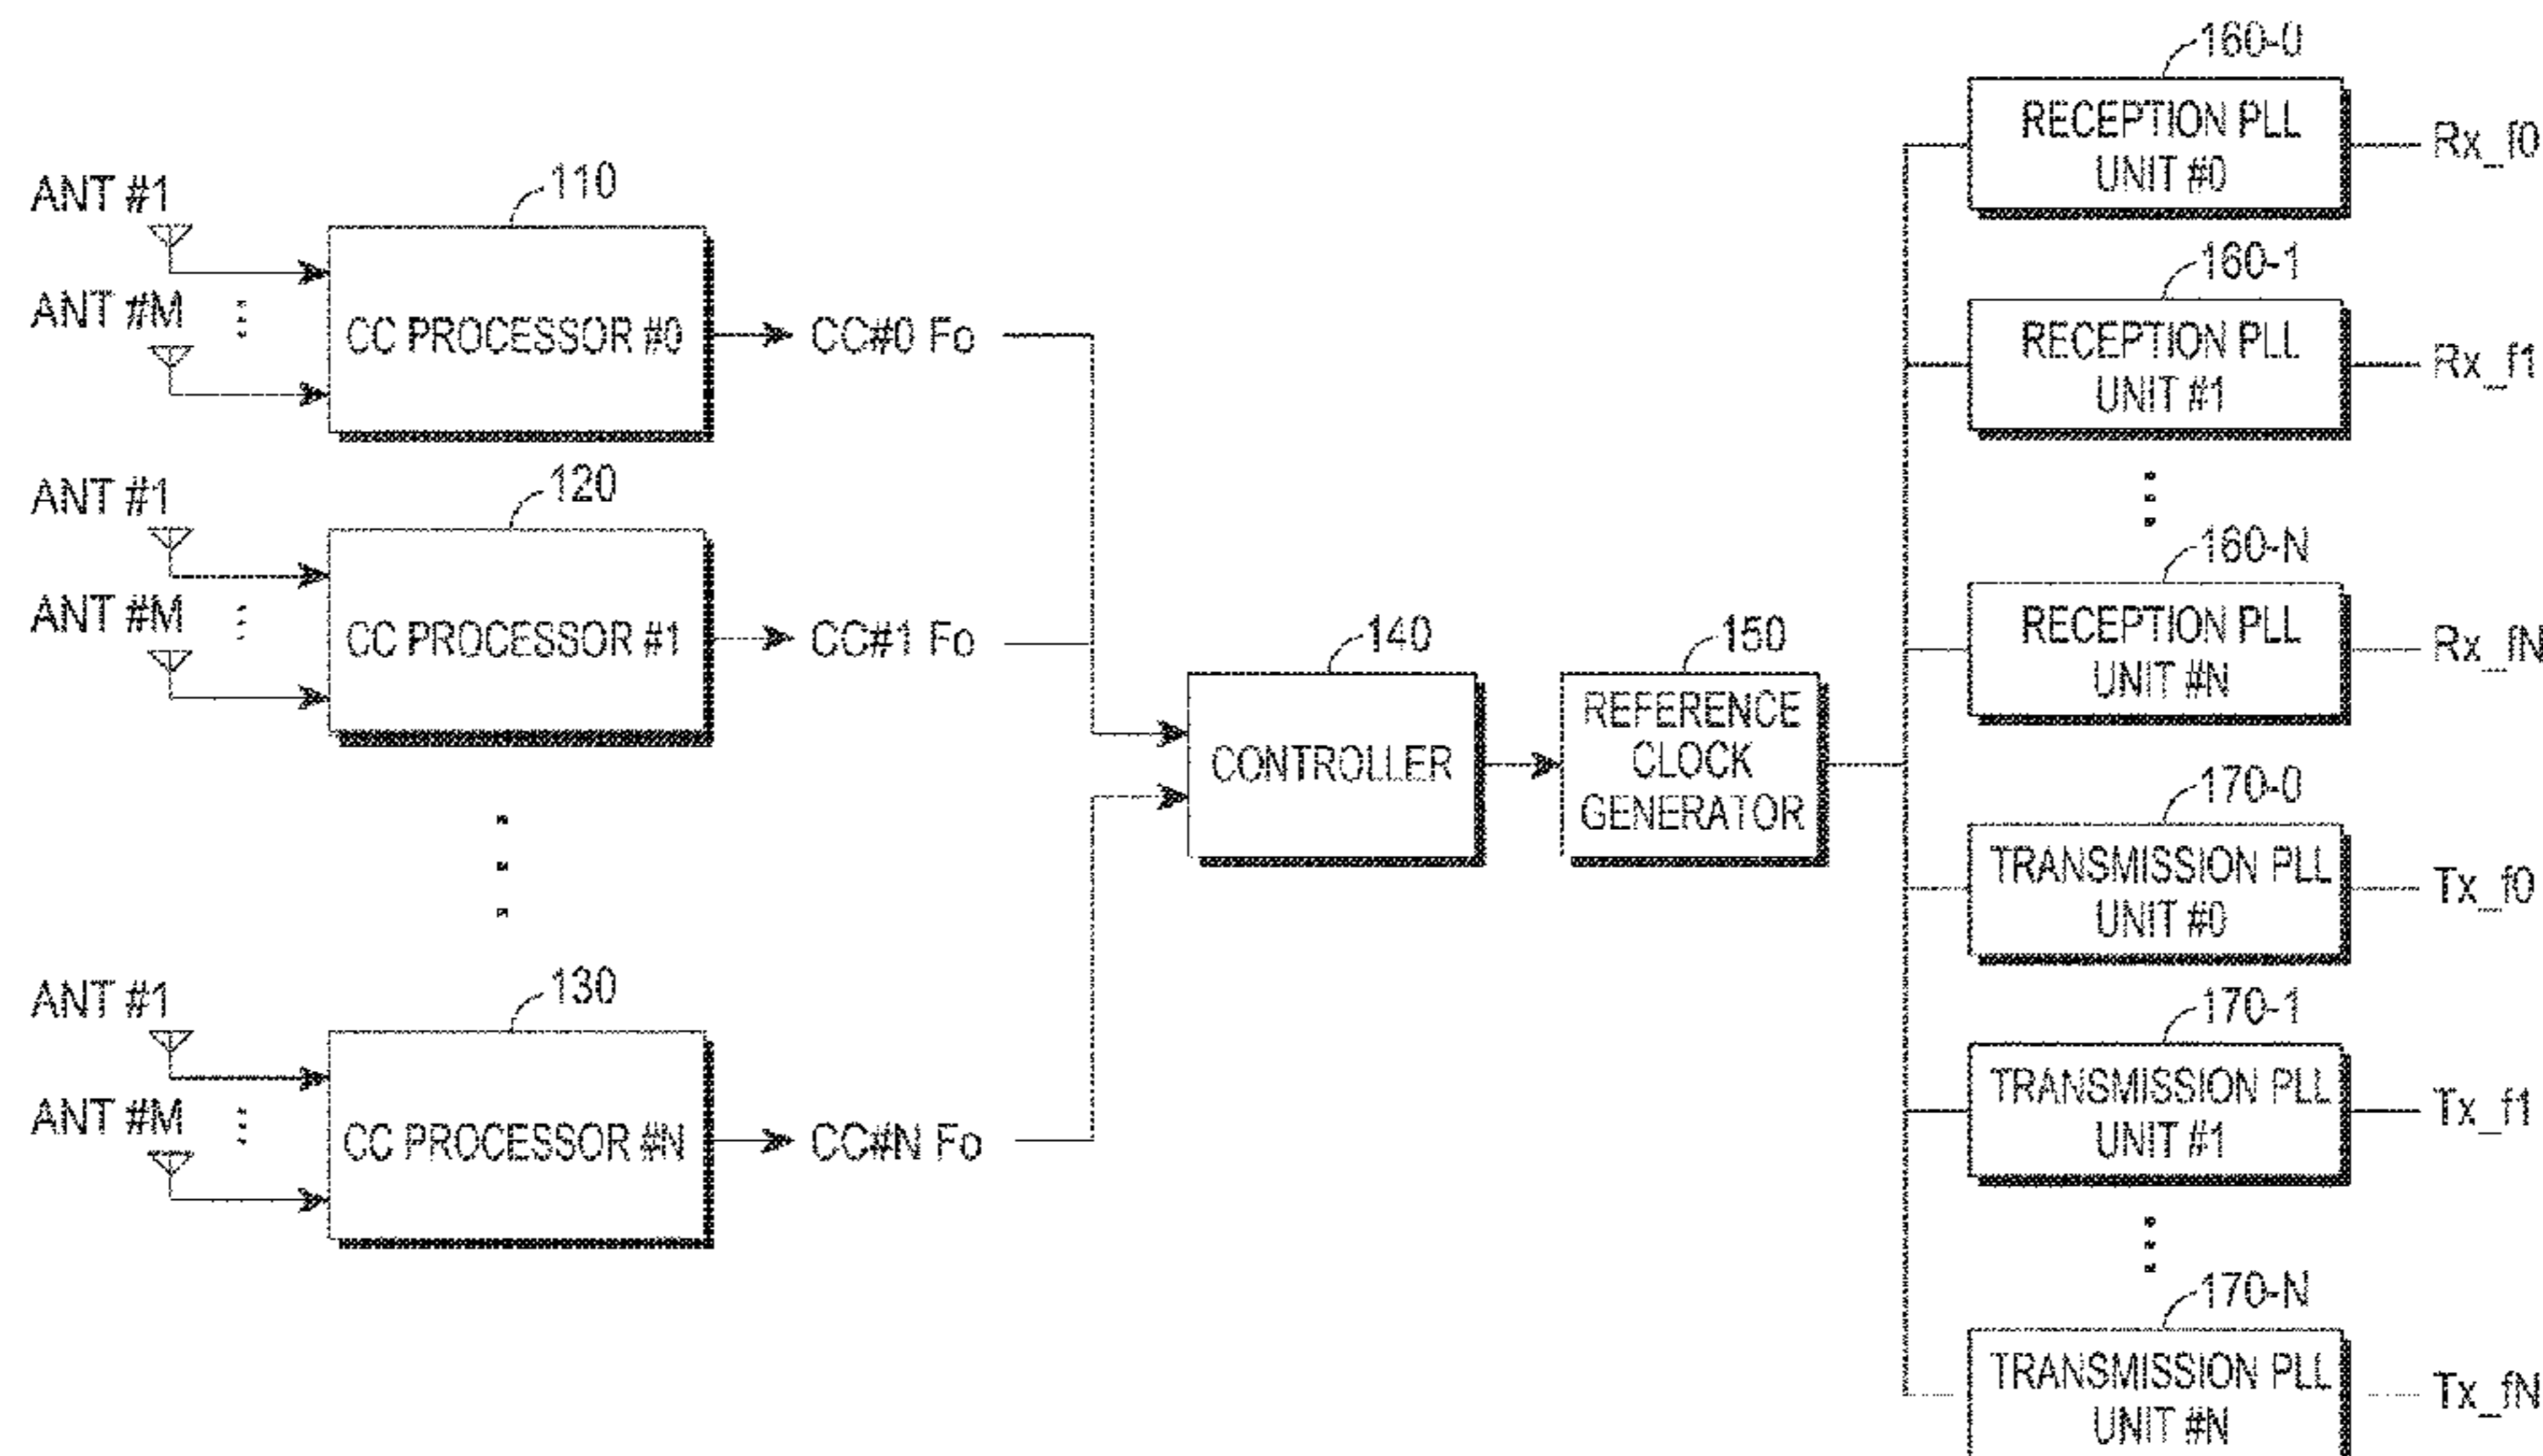 ANT #1
ANT #M
110
CC PROCESSOR #0
CC#0 Fo
ANT #1
ANT #M
120
CC PROCESSOR #1
CC#1 Fo
ANT #1
ANT #M
130
CC PROCESSOR #N
CC#N Fo
140
CONTROLLER
150
REFERENCE
CLOCK
GENERATOR
160-0
RECEPTION PLL
UNIT #0
Rx_f0
160-1
RECEPTION PLL
UNIT #1
Rx_f1
160-N
RECEPTION PLL
UNIT #N
Rx_fN
170-0
TRANSMISSION PLL
UNIT #0
Tx_f0
170-1
TRANSMISSION PLL
UNIT #1
Tx_f1
170-N
TRANSMISSION PLL
UNIT #N
Tx_fN